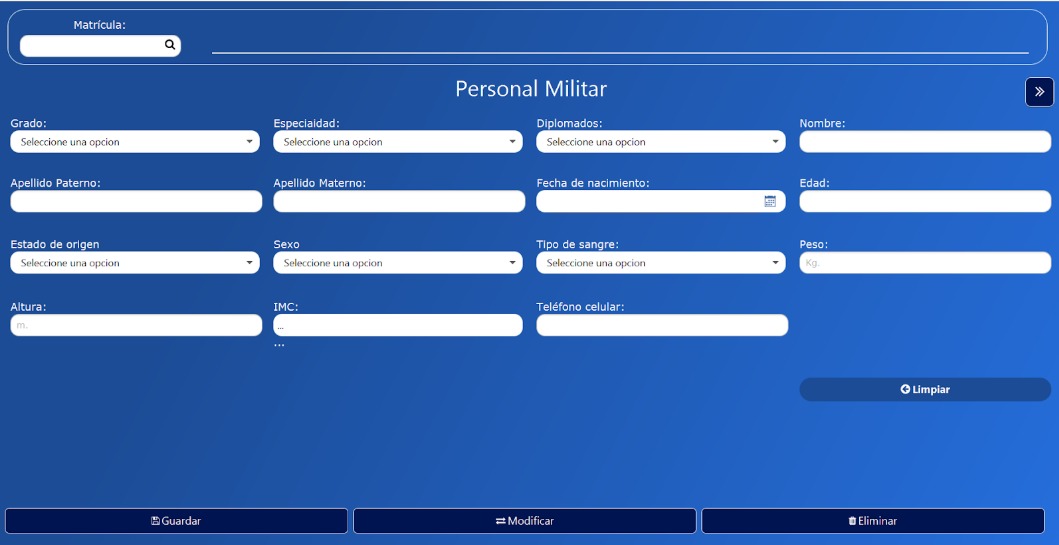 Matrícula:
Personal Militar
Grado: Especiaidad: Diplomados: Nombre:
Seleccione una opcion Seleccione una opcion Seleccione una opcion
Apellido Paterno: Apellido Materno: Fecha de nacimiento: Edad:
Estado de origen Sexo Tipo de sangre: Peso:
Seleccione una opcion Seleccione una opcion Seleccione una opcion Kg.
Altura: IMC: Teléfono celular:
m. ...
...
Limpiar
Guardar Modificar Eliminar